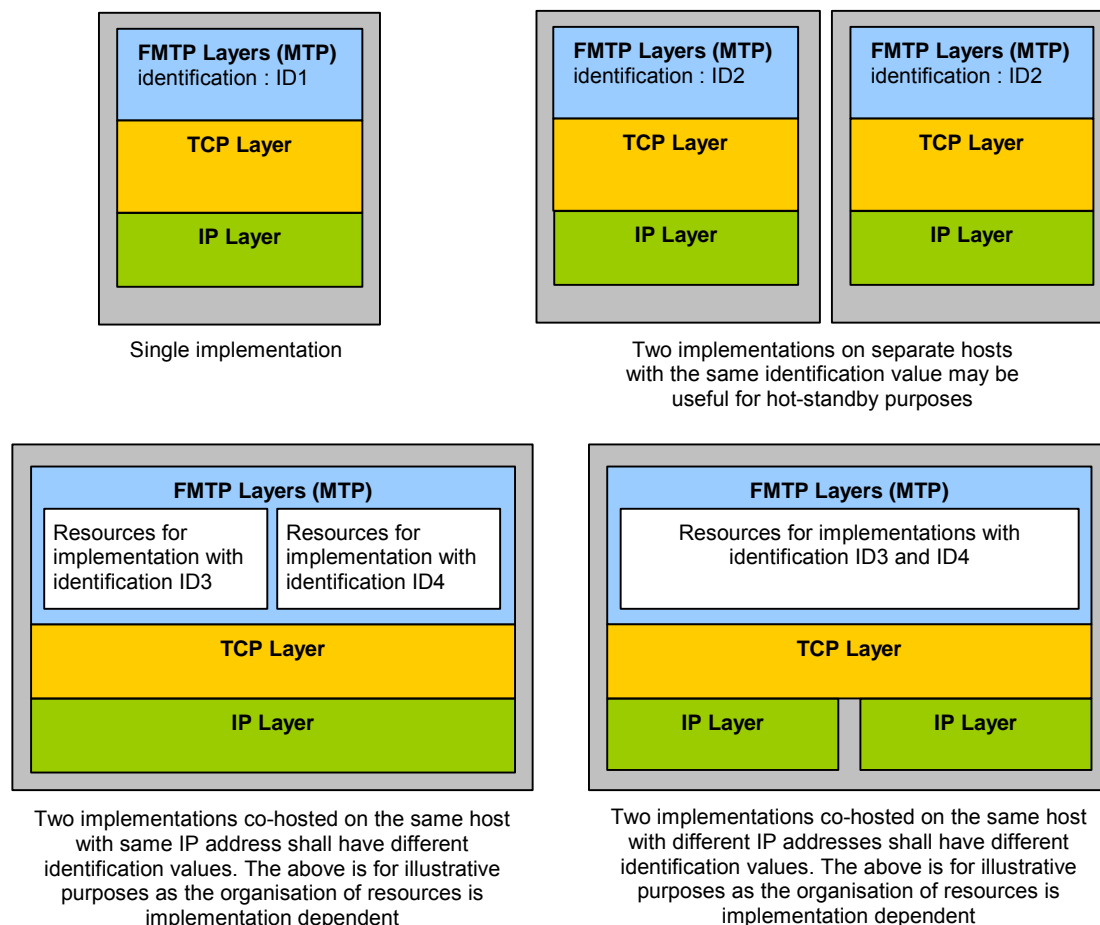 FMTP Layers (MTP)
identification : ID1
TCP Layer
IP Layer
Single implementation
FMTP Layers (MTP)
identification : ID2
TCP Layer
IP Layer
FMTP Layers (MTP)
identification : ID2
TCP Layer
IP Layer
Two implementations on separate hosts
with the same identification value may be
useful for hot-standby purposes
FMTP Layers (MTP)
Resources for
implementation with
identification ID3
Resources for
implementation with
identification ID4
TCP Layer
IP Layer
Two implementations co-hosted on the same host
with same IP address shall have different
identification values. The above is for illustrative
purposes as the organisation of resources is
implementation dependent
FMTP Layers (MTP)
Resources for implementations with
identification ID3 and ID4
TCP Layer
IP Layer
IP Layer
Two implementations co-hosted on the same host
with different IP addresses shall have different
identification values. The above is for illustrative
purposes as the organisation of resources is
implementation dependent